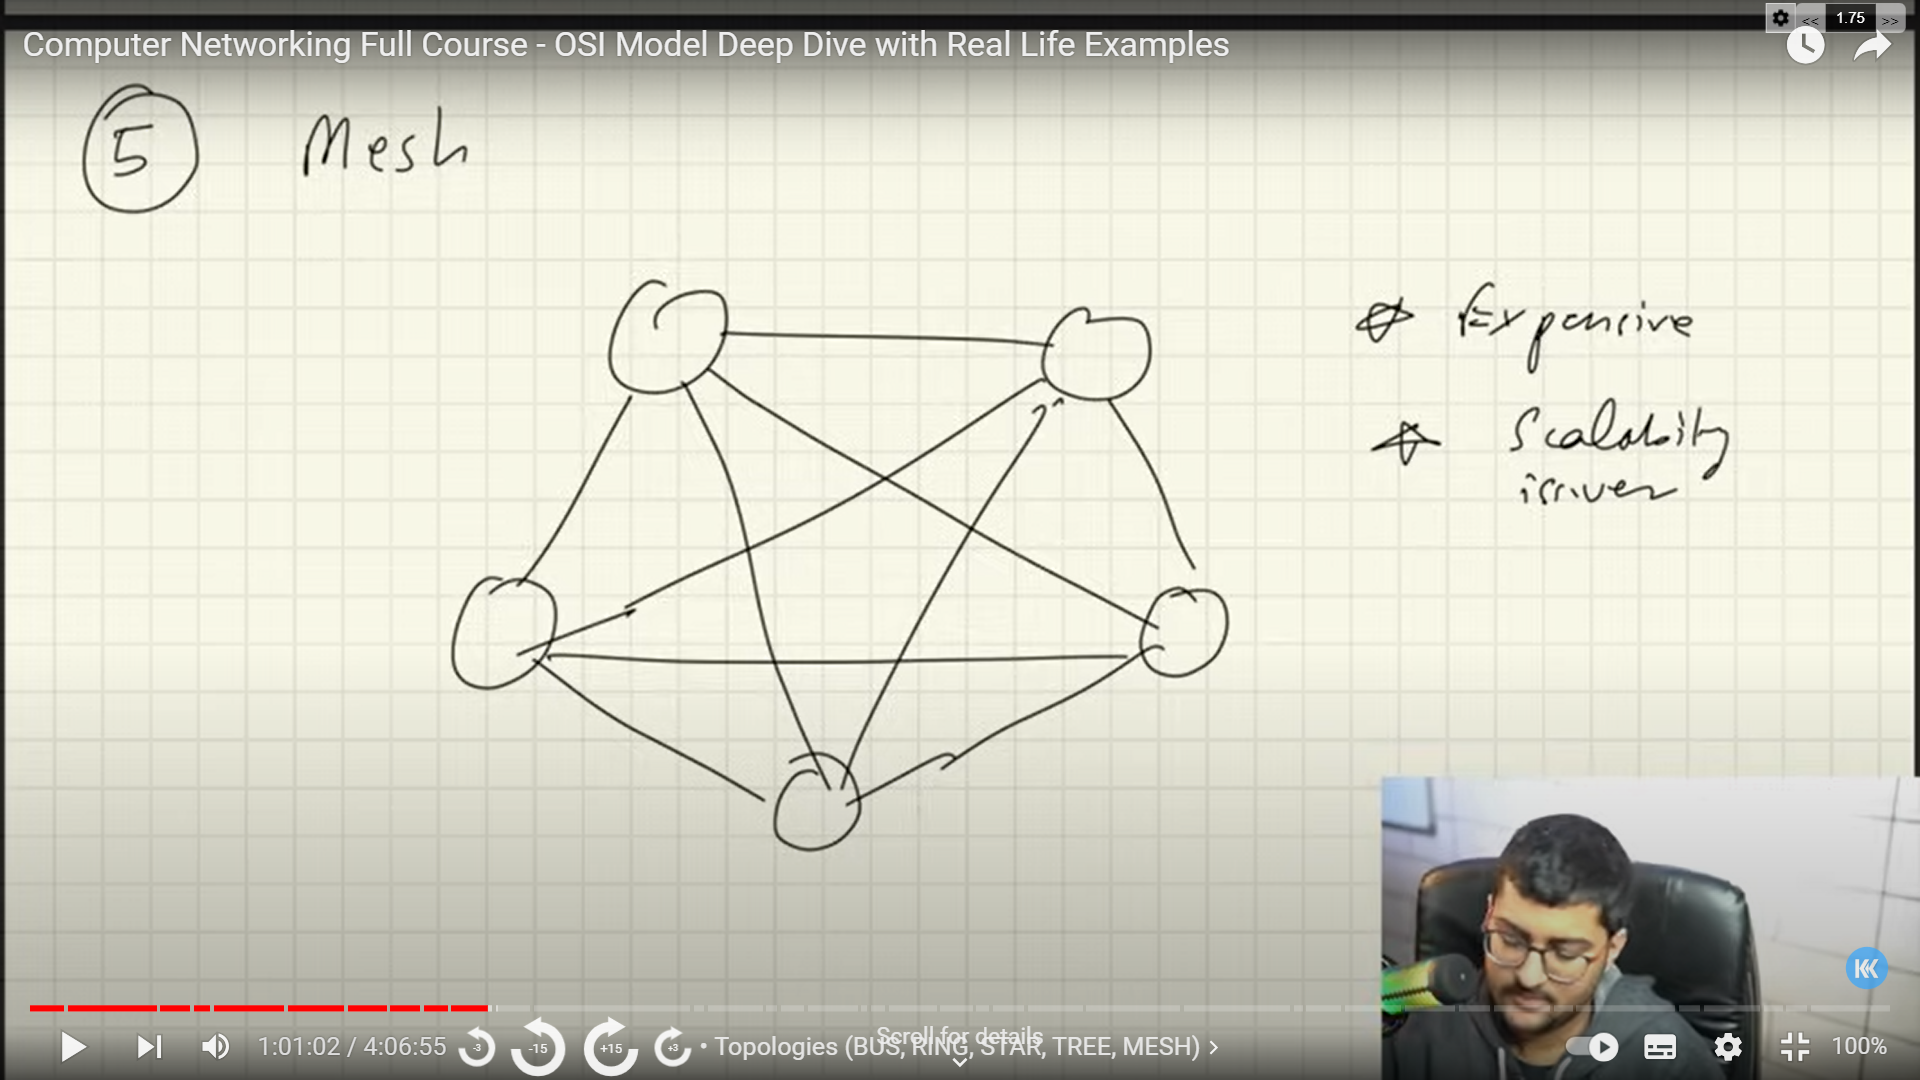 << 1.75 >>
Computer Networking Full Course - OSI Model Deep Dive with Real Life Examples
5 Mesh
Expensive
Scalability
issues
1:01:02 / 4:06:55
-3
-15
+15
+3
• Topologies (BUS, RING, STAR, TREE, MESH) >
Scroll for details
100%